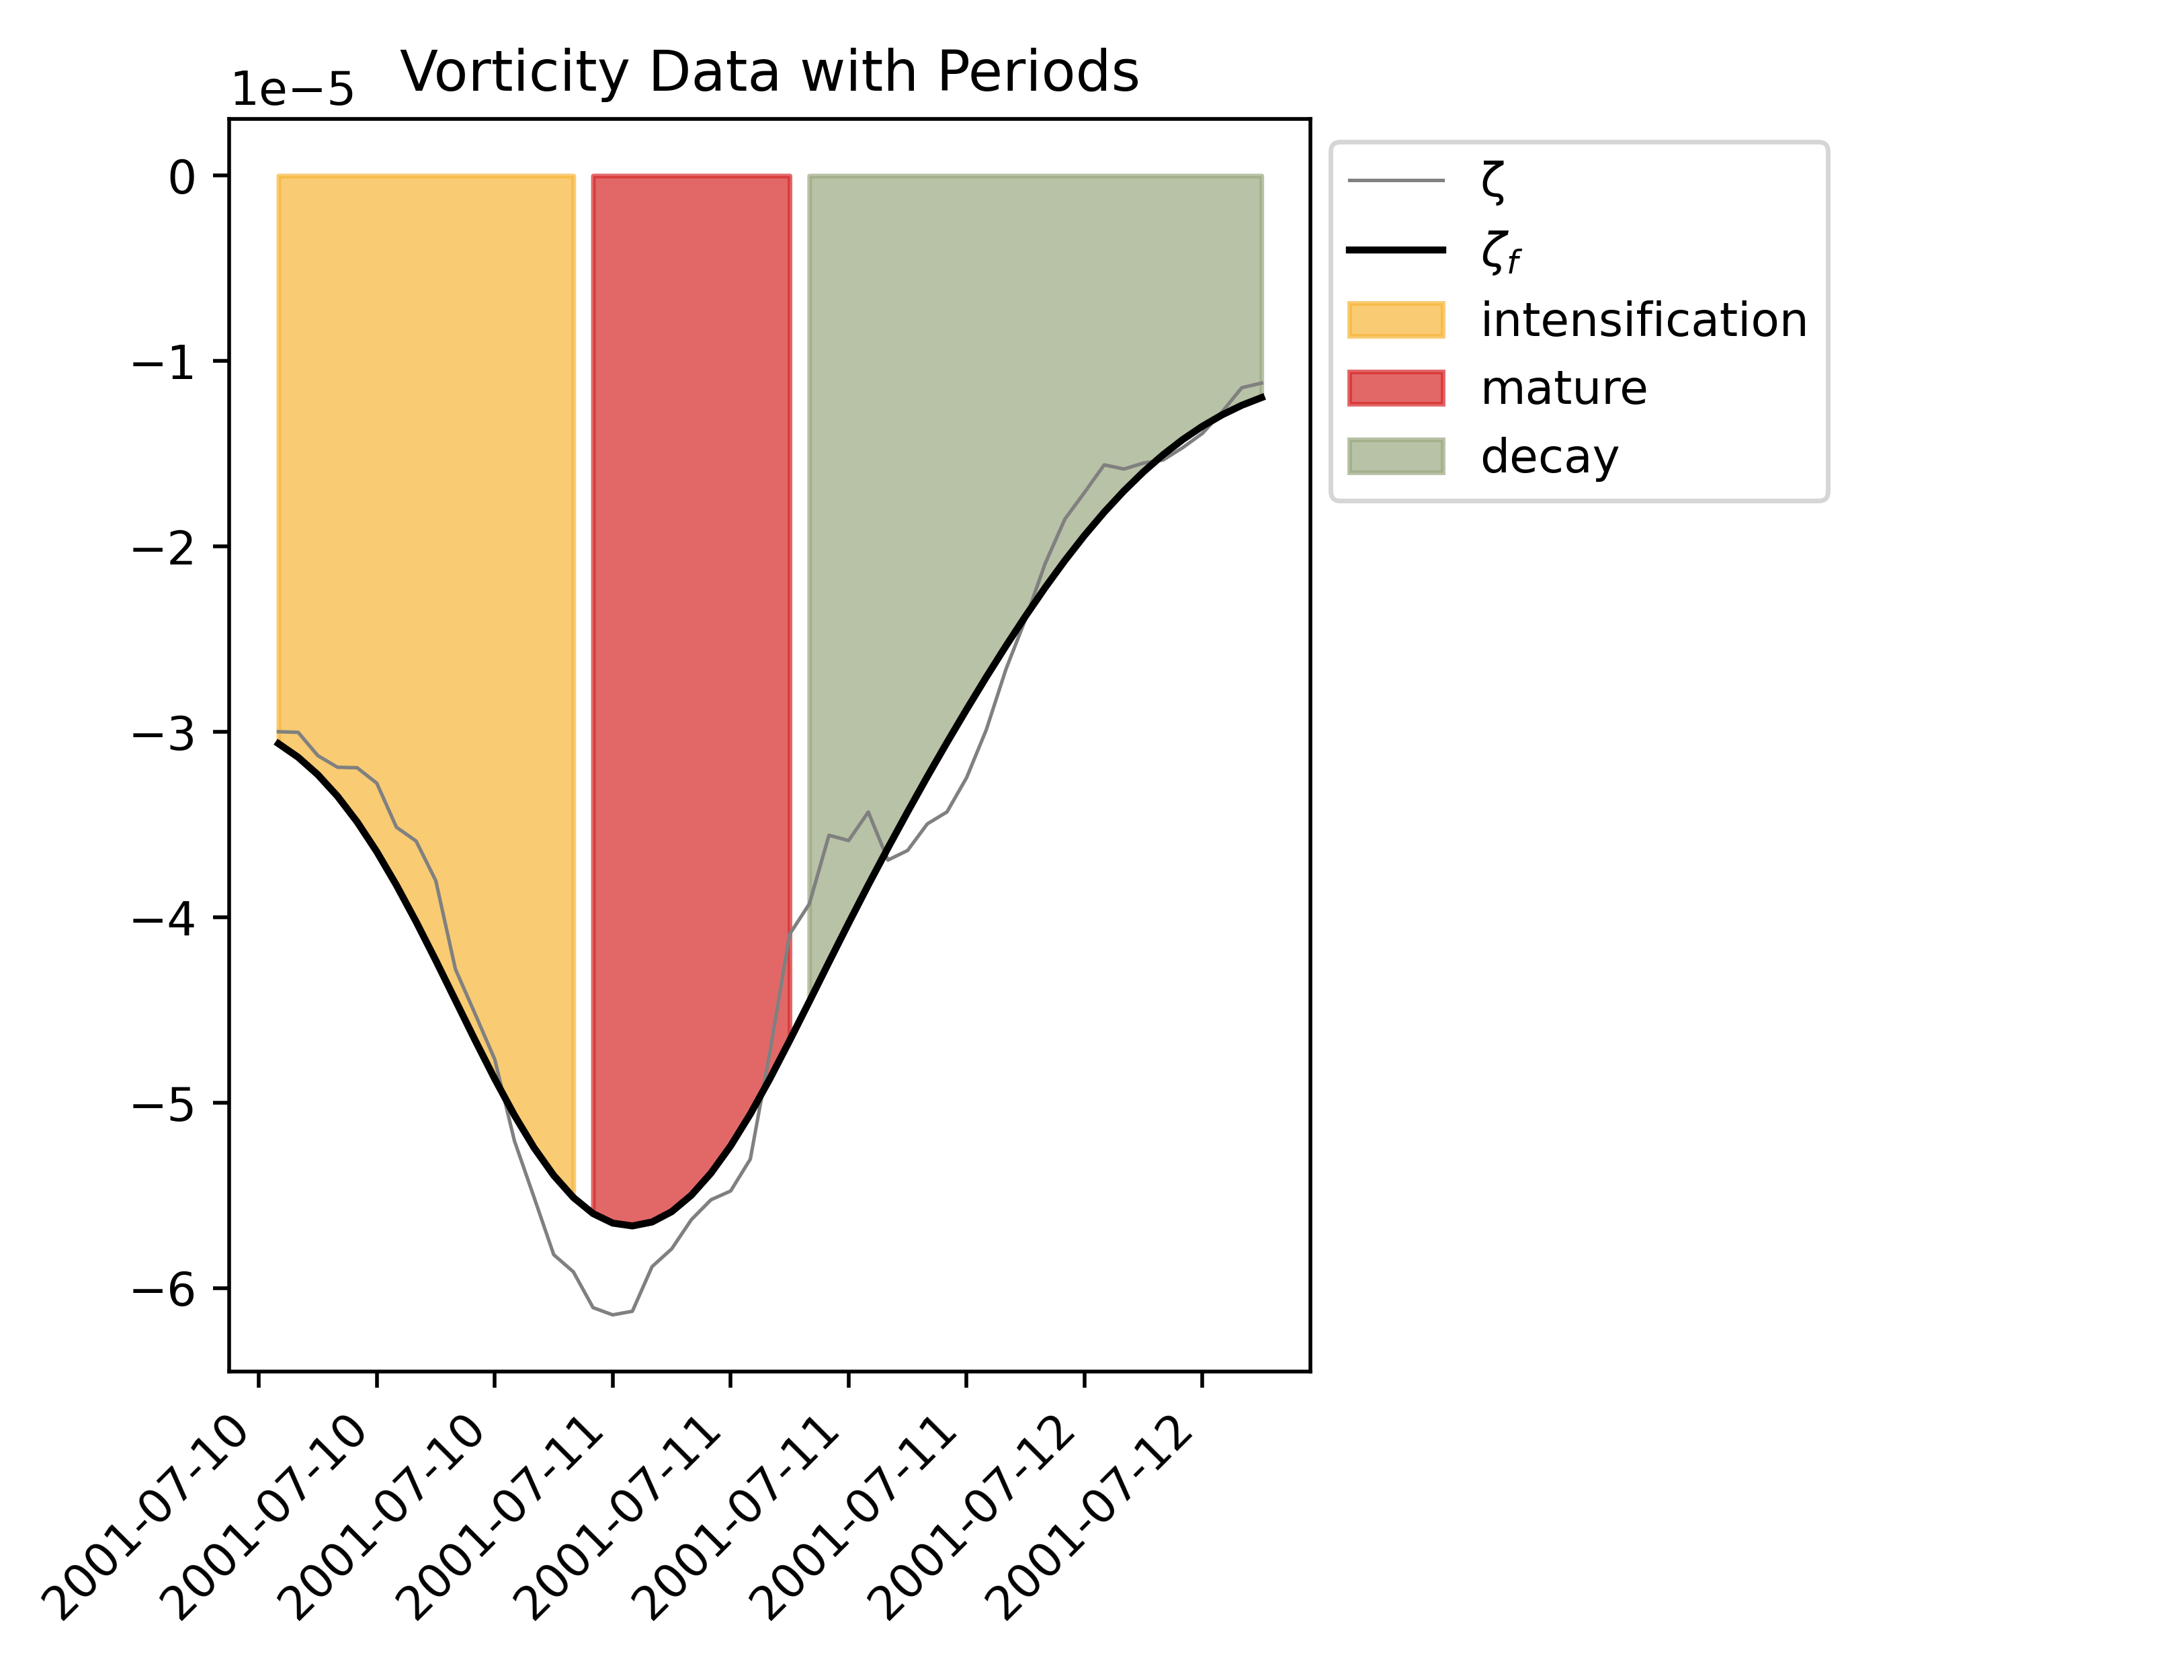 Vorticity Data with Periods
1e−5
0
−1
−2
−3
−4
−5
−6
2001-07-10
2001-07-10
2001-07-10
2001-07-11
2001-07-11
2001-07-11
2001-07-11
2001-07-12
2001-07-12
ζ
ζf
intensification
mature
decay